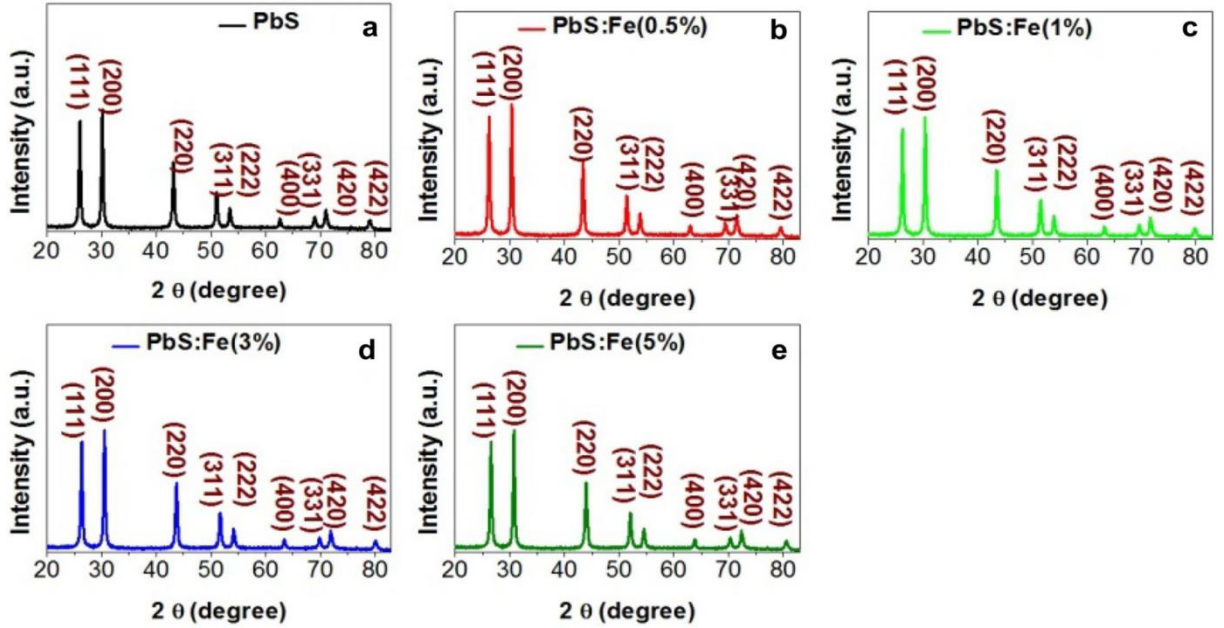 PbS
a
Intensity (a.u.)
(111)
(200)
(220)
(311)
(222)
(400)
(331)
(420)
(422)
20 30 40 50 60 70 80
2 θ (degree)
PbS:Fe(0.5%)
b
Intensity (a.u.)
(111)
(200)
(220)
(311)
(222)
(400)
(331)
(420)
(422)
20 30 40 50 60 70 80
2 θ (degree)
PbS:Fe(1%)
c
Intensity (a.u.)
(111)
(200)
(220)
(311)
(222)
(400)
(331)
(420)
(422)
20 30 40 50 60 70 80
2 θ (degree)
PbS:Fe(3%)
d
Intensity (a.u.)
(111)
(200)
(220)
(311)
(222)
(400)
(331)
(420)
(422)
20 30 40 50 60 70 80
2 θ (degree)
PbS:Fe(5%)
e
Intensity (a.u.)
(111)
(200)
(220)
(311)
(222)
(400)
(331)
(420)
(422)
20 30 40 50 60 70 80
2 θ (degree)